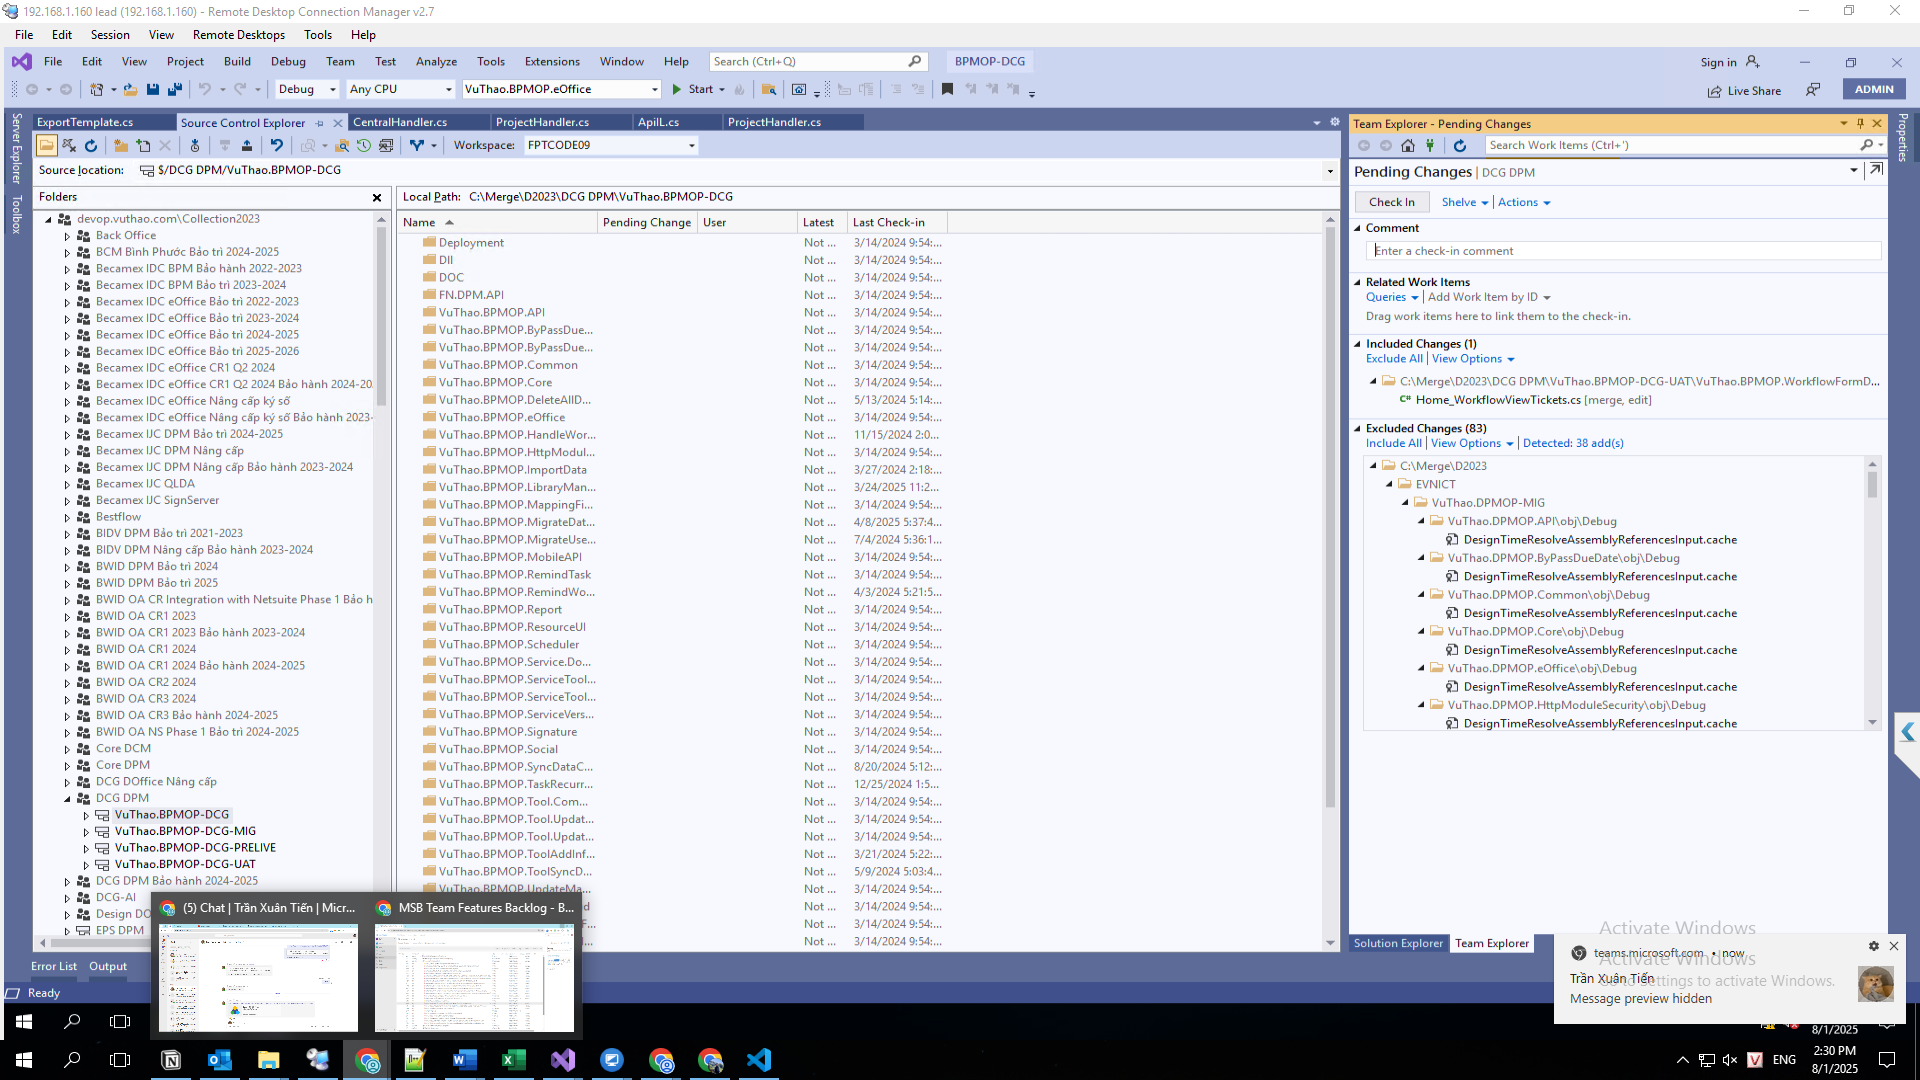 192.168.1.160 lead (192.168.1.160) - Remote Desktop Connection Manager v2.7
File Edit Session View Remote Desktops Tools Help
File Edit View Project Build Debug Team Test Analyze Tools Extensions Window Help Search (Ctrl+Q) BPMOP-DCG Sign in
Debug Any CPU VuThao.BPMOP.eOffice Start Live Share ADMIN
Server Explorer
Toolbox
ExportTemplate.cs Source Control Explorer CentralHandler.cs ProjectHandler.cs ApiIL.cs ProjectHandler.cs
Workspace: FPTCODE09
Source location: $/DCG DPM/VuThao.BPMOP-DCG
Folders
devop.vuthao.com\Collection2023
Back Office
BCM Bình Phước Bảo trì 2024-2025
Becamex IDC BPM Bảo hành 2022-2023
Becamex IDC BPM Bảo trì 2023-2024
Becamex IDC eOffice Bảo trì 2022-2023
Becamex IDC eOffice Bảo trì 2023-2024
Becamex IDC eOffice Bảo trì 2024-2025
Becamex IDC eOffice Bảo trì 2025-2026
Becamex IDC eOffice CR1 Q2 2024
Becamex IDC eOffice CR1 Q2 2024 Bảo hành 2024-20
Becamex IDC eOffice Nâng cấp ký số
Becamex IDC eOffice Nâng cấp ký số Bảo hành 2023-
Becamex IJC DPM Bảo trì 2024-2025
Becamex IJC DPM Nâng cấp
Becamex IJC DPM Nâng cấp Bảo hành 2023-2024
Becamex IJC QLDA
Becamex IJC SignServer
Bestflow
BIDV DPM Bảo trì 2021-2023
BIDV DPM Nâng cấp Bảo hành 2023-2024
BWID DPM Bảo trì 2024
BWID DPM Bảo trì 2025
BWID OA CR Integration with Netsuite Phase 1 Bảo h
BWID OA CR1 2023
BWID OA CR1 2023 Bảo hành 2023-2024
BWID OA CR1 2024
BWID OA CR1 2024 Bảo hành 2024-2025
BWID OA CR2 2024
BWID OA CR3 2024
BWID OA CR3 Bảo hành 2024-2025
BWID OA NS Phase 1 Bảo trì 2024-2025
Core DCM
Core DPM
DCG DOffice Nâng cấp
DCG DPM
VuThao.BPMOP-DCG
VuThao.BPMOP-DCG-MIG
VuThao.BPMOP-DCG-PRELIVE
VuThao.BPMOP-DCG-UAT
DCG DPM Bảo hành 2024-2025
DCG-AI
Design DO
EPS DPM
Local Path: C:\Merge\D2023\DCG DPM\VuThao.BPMOP-DCG
Name Pending Change User Latest Last Check-in
Deployment Not ... 3/14/2024 9:54:...
Dll Not ... 3/14/2024 9:54:...
DOC Not ... 3/14/2024 9:54:...
FN.DPM.API Not ... 3/14/2024 9:54:...
VuThao.BPMOP.API Not ... 3/14/2024 9:54:...
VuThao.BPMOP.ByPassDue... Not ... 3/14/2024 9:54:...
VuThao.BPMOP.ByPassDue... Not ... 3/14/2024 9:54:...
VuThao.BPMOP.Common Not ... 3/14/2024 9:54:...
VuThao.BPMOP.Core Not ... 3/14/2024 9:54:...
VuThao.BPMOP.DeleteAllD... Not ... 5/13/2024 5:14:...
VuThao.BPMOP.eOffice Not ... 3/14/2024 9:54:...
VuThao.BPMOP.HandleWor... Not ... 11/15/2024 2:0...
VuThao.BPMOP.HttpModul... Not ... 3/14/2024 9:54:...
VuThao.BPMOP.ImportData Not ... 3/27/2024 2:18:...
VuThao.BPMOP.LibraryMan... Not ... 3/24/2025 11:2...
VuThao.BPMOP.MappingFi... Not ... 3/14/2024 9:54:...
VuThao.BPMOP.MigrateDat... Not ... 4/8/2025 5:37:4...
VuThao.BPMOP.MigrateUse... Not ... 7/4/2024 5:36:1...
VuThao.BPMOP.MobileAPI Not ... 3/14/2024 9:54:...
VuThao.BPMOP.RemindTask Not ... 3/14/2024 9:54:...
VuThao.BPMOP.RemindWo... Not ... 4/3/2024 5:21:5...
VuThao.BPMOP.Report Not ... 3/14/2024 9:54:...
VuThao.BPMOP.ResourceUI Not ... 3/14/2024 9:54:...
VuThao.BPMOP.Scheduler Not ... 3/14/2024 9:54:...
VuThao.BPMOP.Service.Do... Not ... 3/14/2024 9:54:...
VuThao.BPMOP.ServiceTool... Not ... 3/14/2024 9:54:...
VuThao.BPMOP.ServiceTool... Not ... 3/14/2024 9:54:...
VuThao.BPMOP.ServiceVers... Not ... 3/14/2024 9:54:...
VuThao.BPMOP.Signature Not ... 3/14/2024 9:54:...
VuThao.BPMOP.Social Not ... 3/14/2024 9:54:...
VuThao.BPMOP.SyncDataC... Not ... 8/20/2024 5:12:...
VuThao.BPMOP.TaskRecurr... Not ... 12/25/2024 1:5...
VuThao.BPMOP.Tool.Com... Not ... 3/14/2024 9:54:...
VuThao.BPMOP.Tool.Updat... Not ... 3/14/2024 9:54:...
VuThao.BPMOP.Tool.Updat... Not ... 3/14/2024 9:54:...
VuThao.BPMOP.ToolAddInf... Not ... 3/21/2024 5:22:...
VuThao.BPMOP.ToolSyncD... Not ... 5/9/2024 5:03:4...
VuThao.BPMOP.UpdateMa... Not ... 3/14/2024 9:54:...
Not ... 3/14/2024 9:54:...
Not ... 3/14/2024 9:54:...
Not ... 3/14/2024 9:54:...
Team Explorer - Pending Changes
Search Work Items (Ctrl+')
Pending Changes | DCG DPM
Check In Shelve Actions
Comment
Enter a check-in comment
Related Work Items
Queries Add Work Item by ID
Drag work items here to link them to the check-in.
Included Changes (1)
Exclude All View Options
C:\Merge\D2023\DCG DPM\VuThao.BPMOP-DCG-UAT\VuThao.BPMOP.WorkflowFormD...
Home_WorkflowViewTickets.cs [merge, edit]
Excluded Changes (83)
Include All View Options Detected: 38 add(s)
C:\Merge\D2023
EVNICT
VuThao.DPMOP-MIG
VuThao.DPMOP.API\obj\Debug
DesignTimeResolveAssemblyReferencesInput.cache
VuThao.DPMOP.ByPassDueDate\obj\Debug
DesignTimeResolveAssemblyReferencesInput.cache
VuThao.DPMOP.Common\obj\Debug
DesignTimeResolveAssemblyReferencesInput.cache
VuThao.DPMOP.Core\obj\Debug
DesignTimeResolveAssemblyReferencesInput.cache
VuThao.DPMOP.eOffice\obj\Debug
DesignTimeResolveAssemblyReferencesInput.cache
VuThao.DPMOP.HttpModuleSecurity\obj\Debug
DesignTimeResolveAssemblyReferencesInput.cache
Properties
Solution Explorer Team Explorer
Error List Output
Ready
(5) Chat | Trần Xuân Tiến | Micr...
MSB Team Features Backlog - B...
Activate Windows
Activate Windows
Go to Settings to activate Windows.
teams.microsoft.com • now
Trần Xuân Tiến
Message preview hidden
8/1/2025
ENG
2:30 PM
8/1/2025